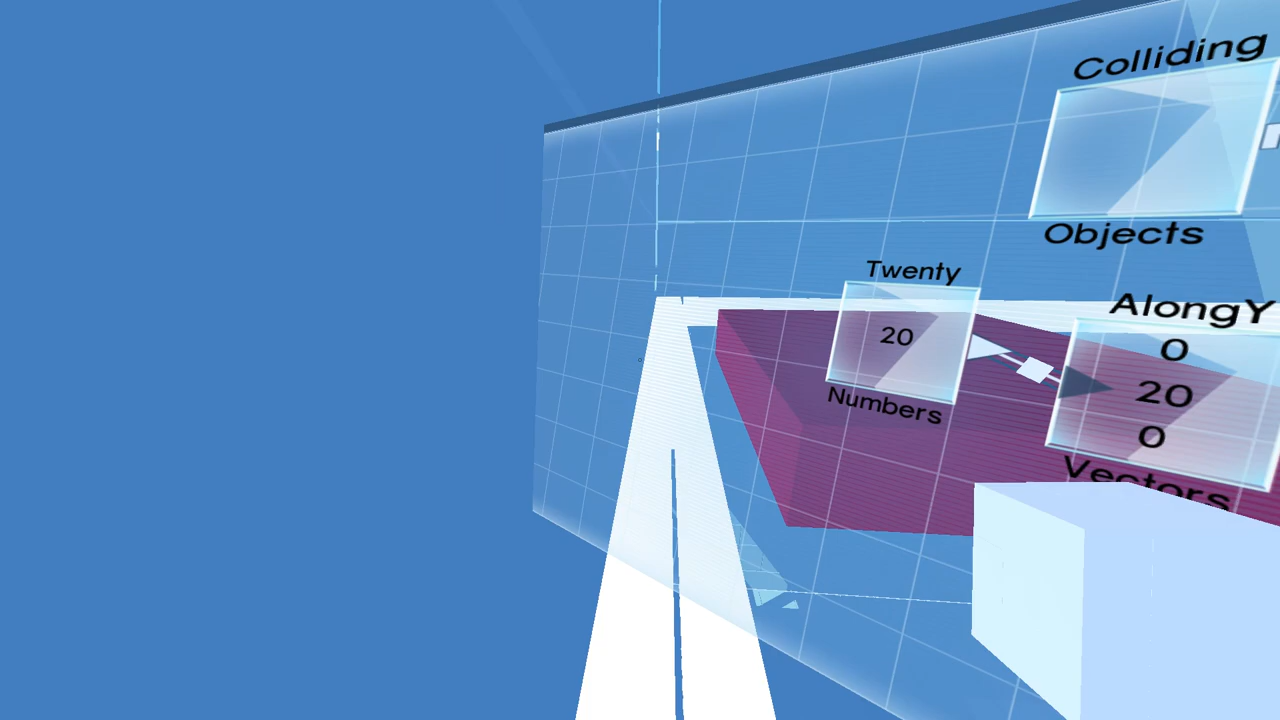 Colliding
Objects
Twenty
20
Numbers
AlongY
0
20
0
Vectors